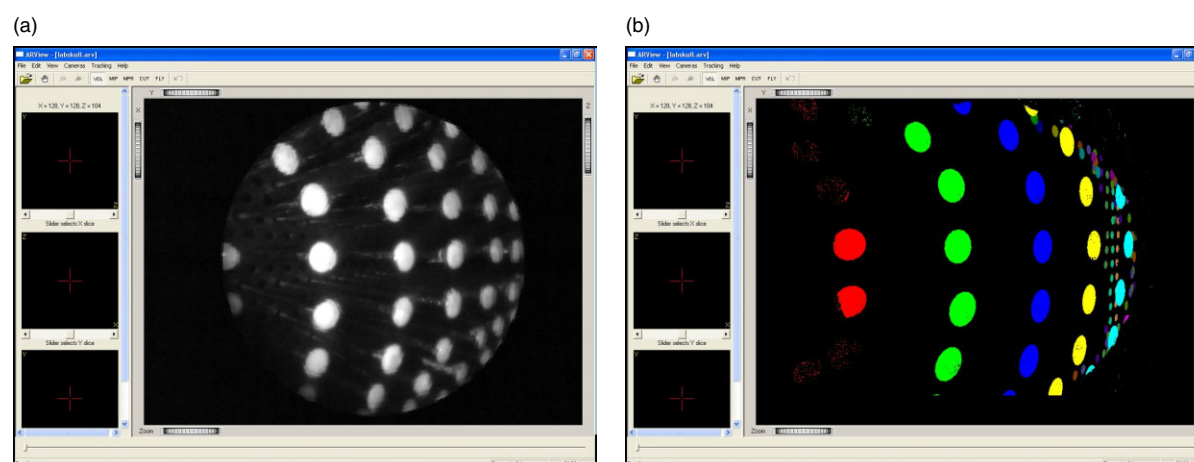 (a)
ARView - [labskull.arv]
File Edit View Cameras Tracking Help
VOL MIP MPR CUT FLY
X = 128, Y = 128, Z = 104
Y
Z
Slider selects X slice
Z
X
Slider selects Y slice
Y
Y
X
Z
Zoom
(b)
ARView - [labskull.arv]
File Edit View Cameras Tracking Help
VOL MIP MPR CUT FLY
X = 128, Y = 128, Z = 104
Y
Z
Slider selects X slice
Z
X
Slider selects Y slice
Y
Y
X
Zoom